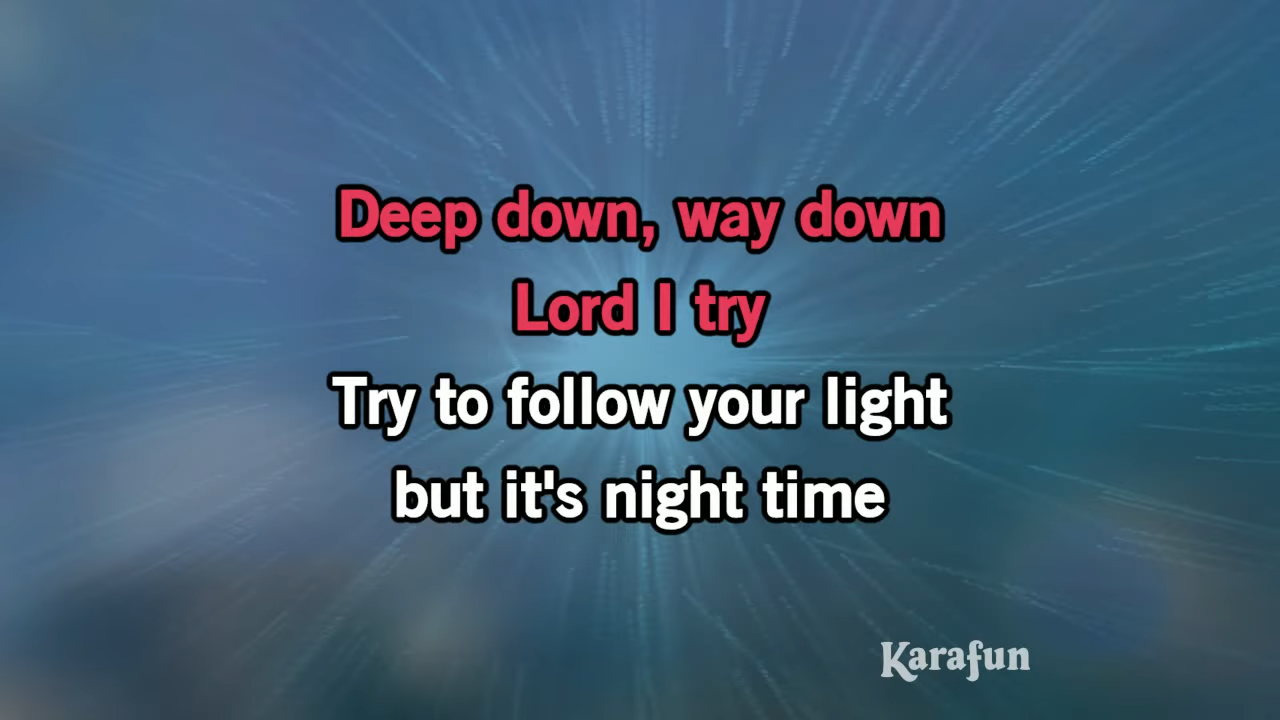 Deep down, way down
Lord I try
Try to follow your light
but it's night time
Karafun